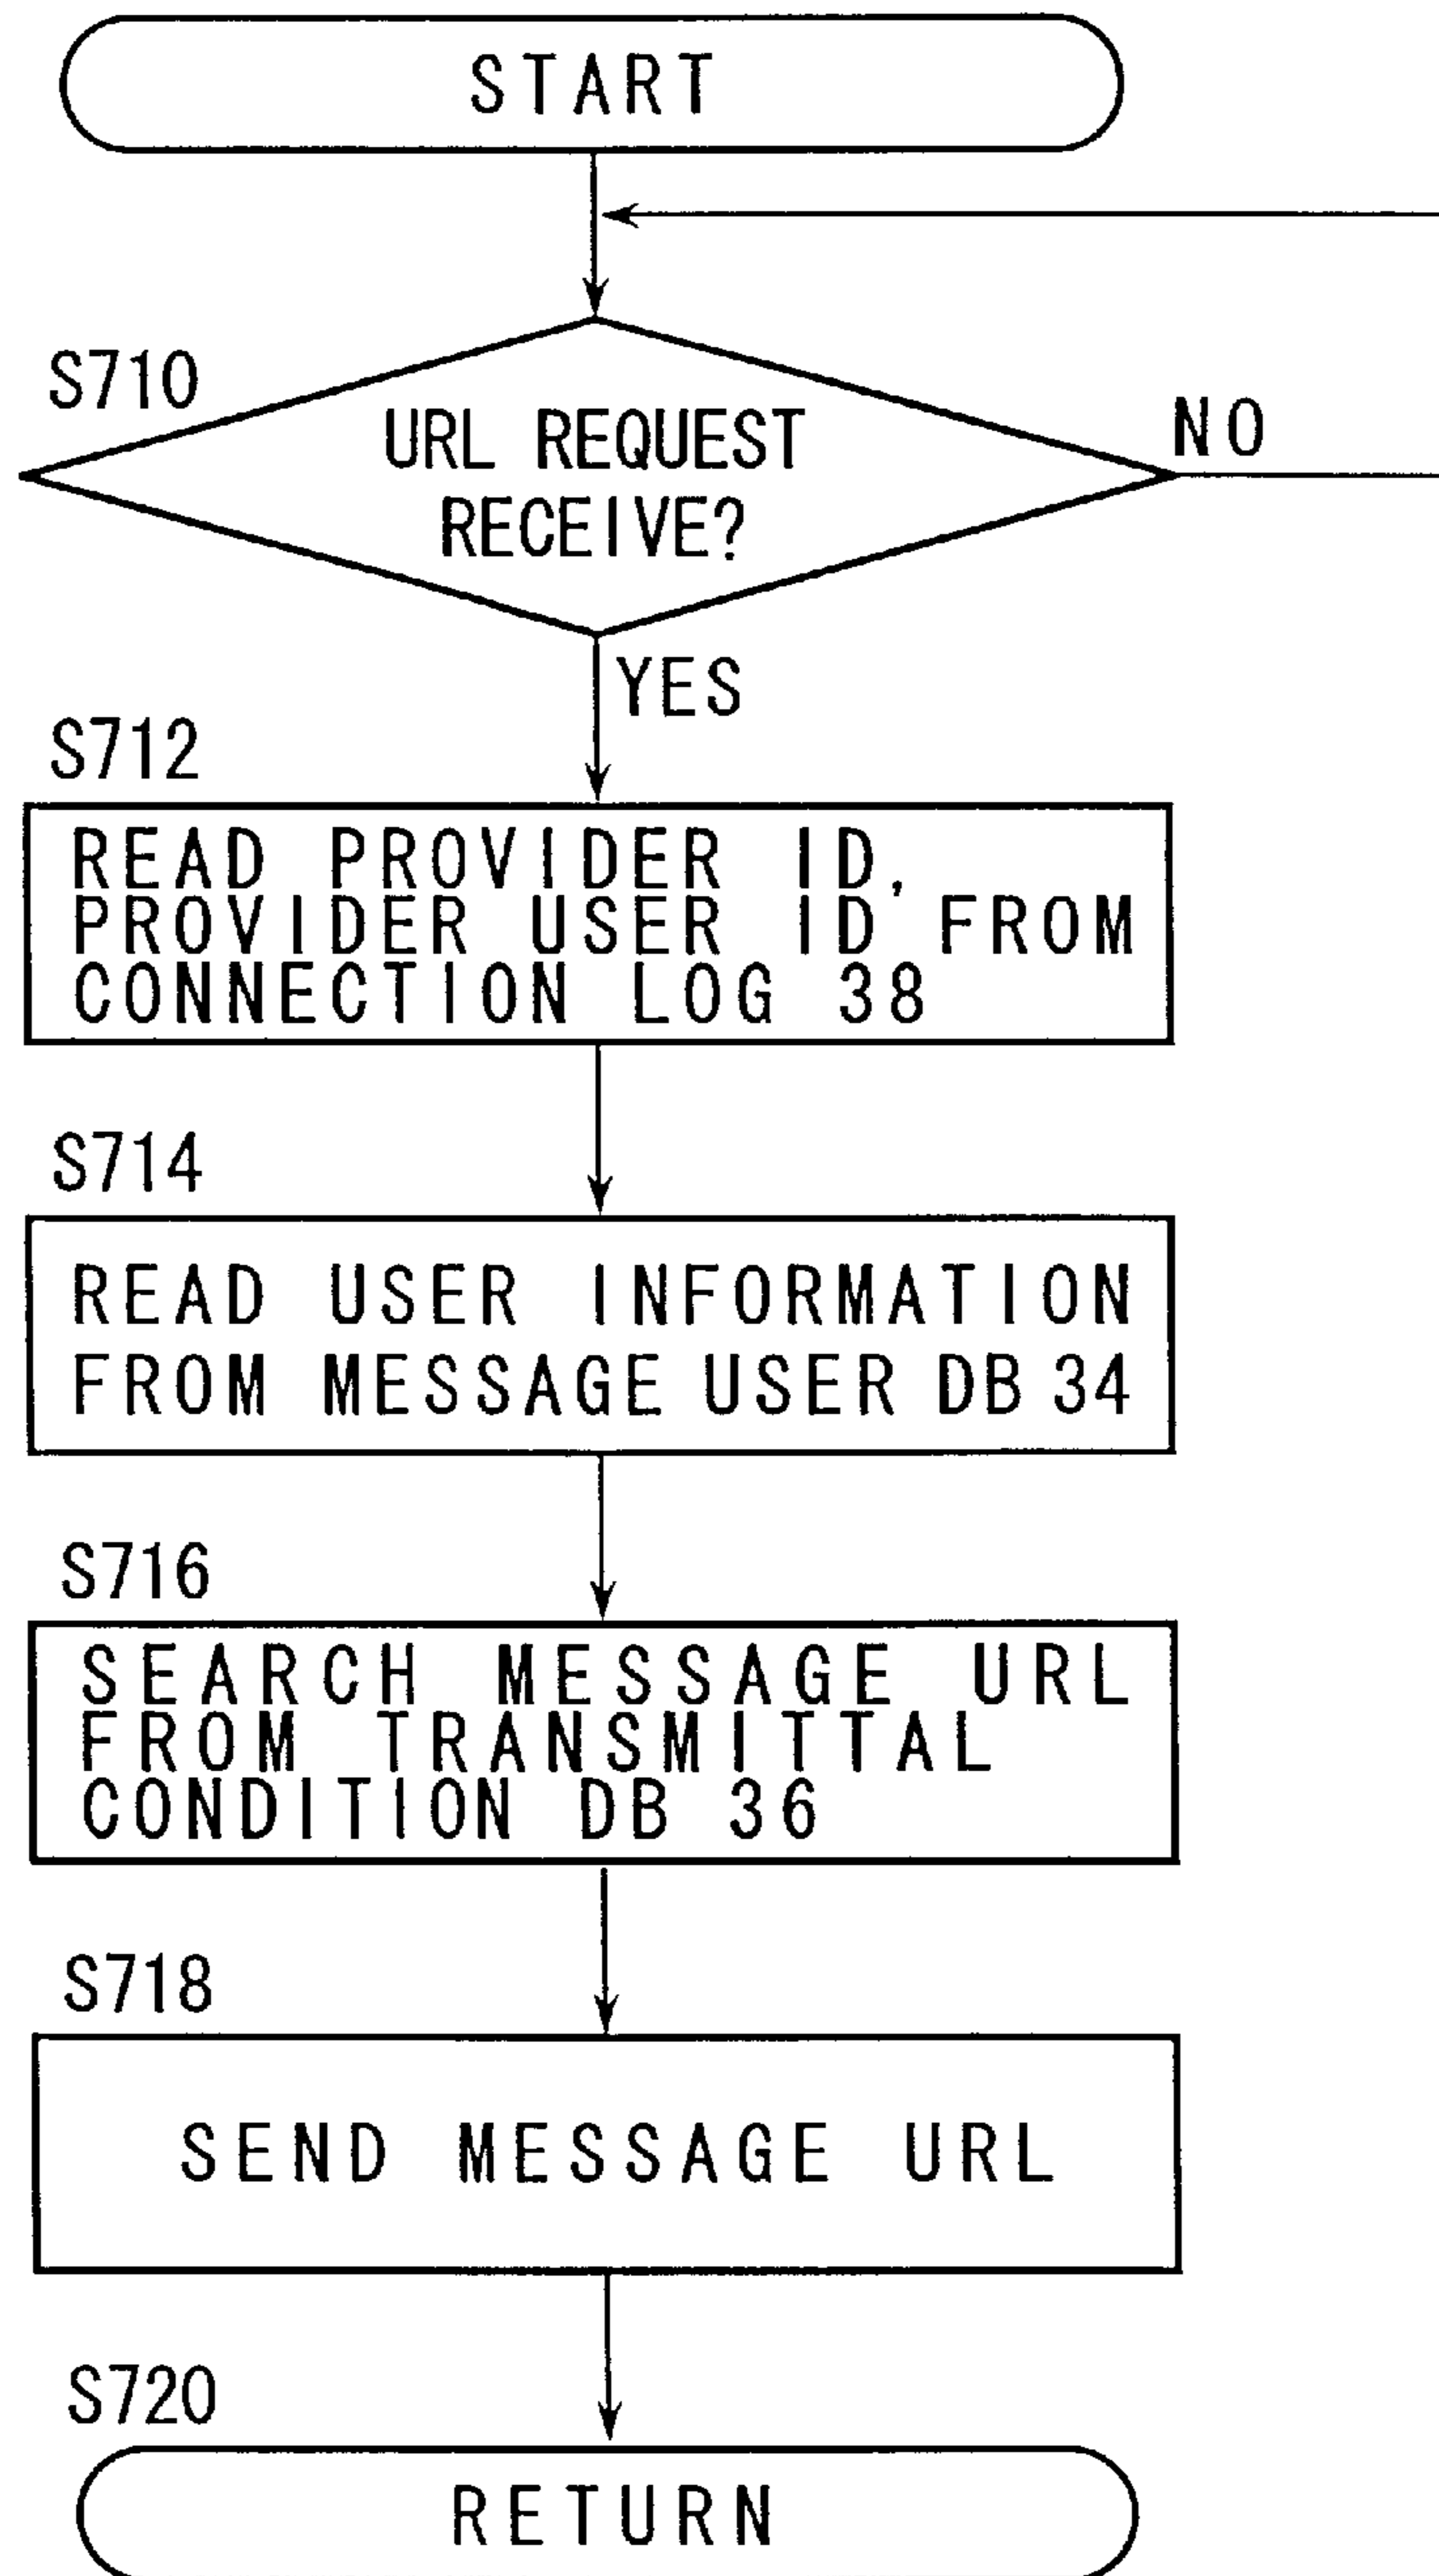 START
S710
URL REQUEST
RECEIVE?
NO
YES
S712
READ PROVIDER ID,
PROVIDER USER ID FROM
CONNECTION LOG 38
S714
READ USER INFORMATION
FROM MESSAGE USER DB 34
S716
SEARCH MESSAGE URL
FROM TRANSMITTAL
CONDITION DB 36
S718
SEND MESSAGE URL
S720
RETURN